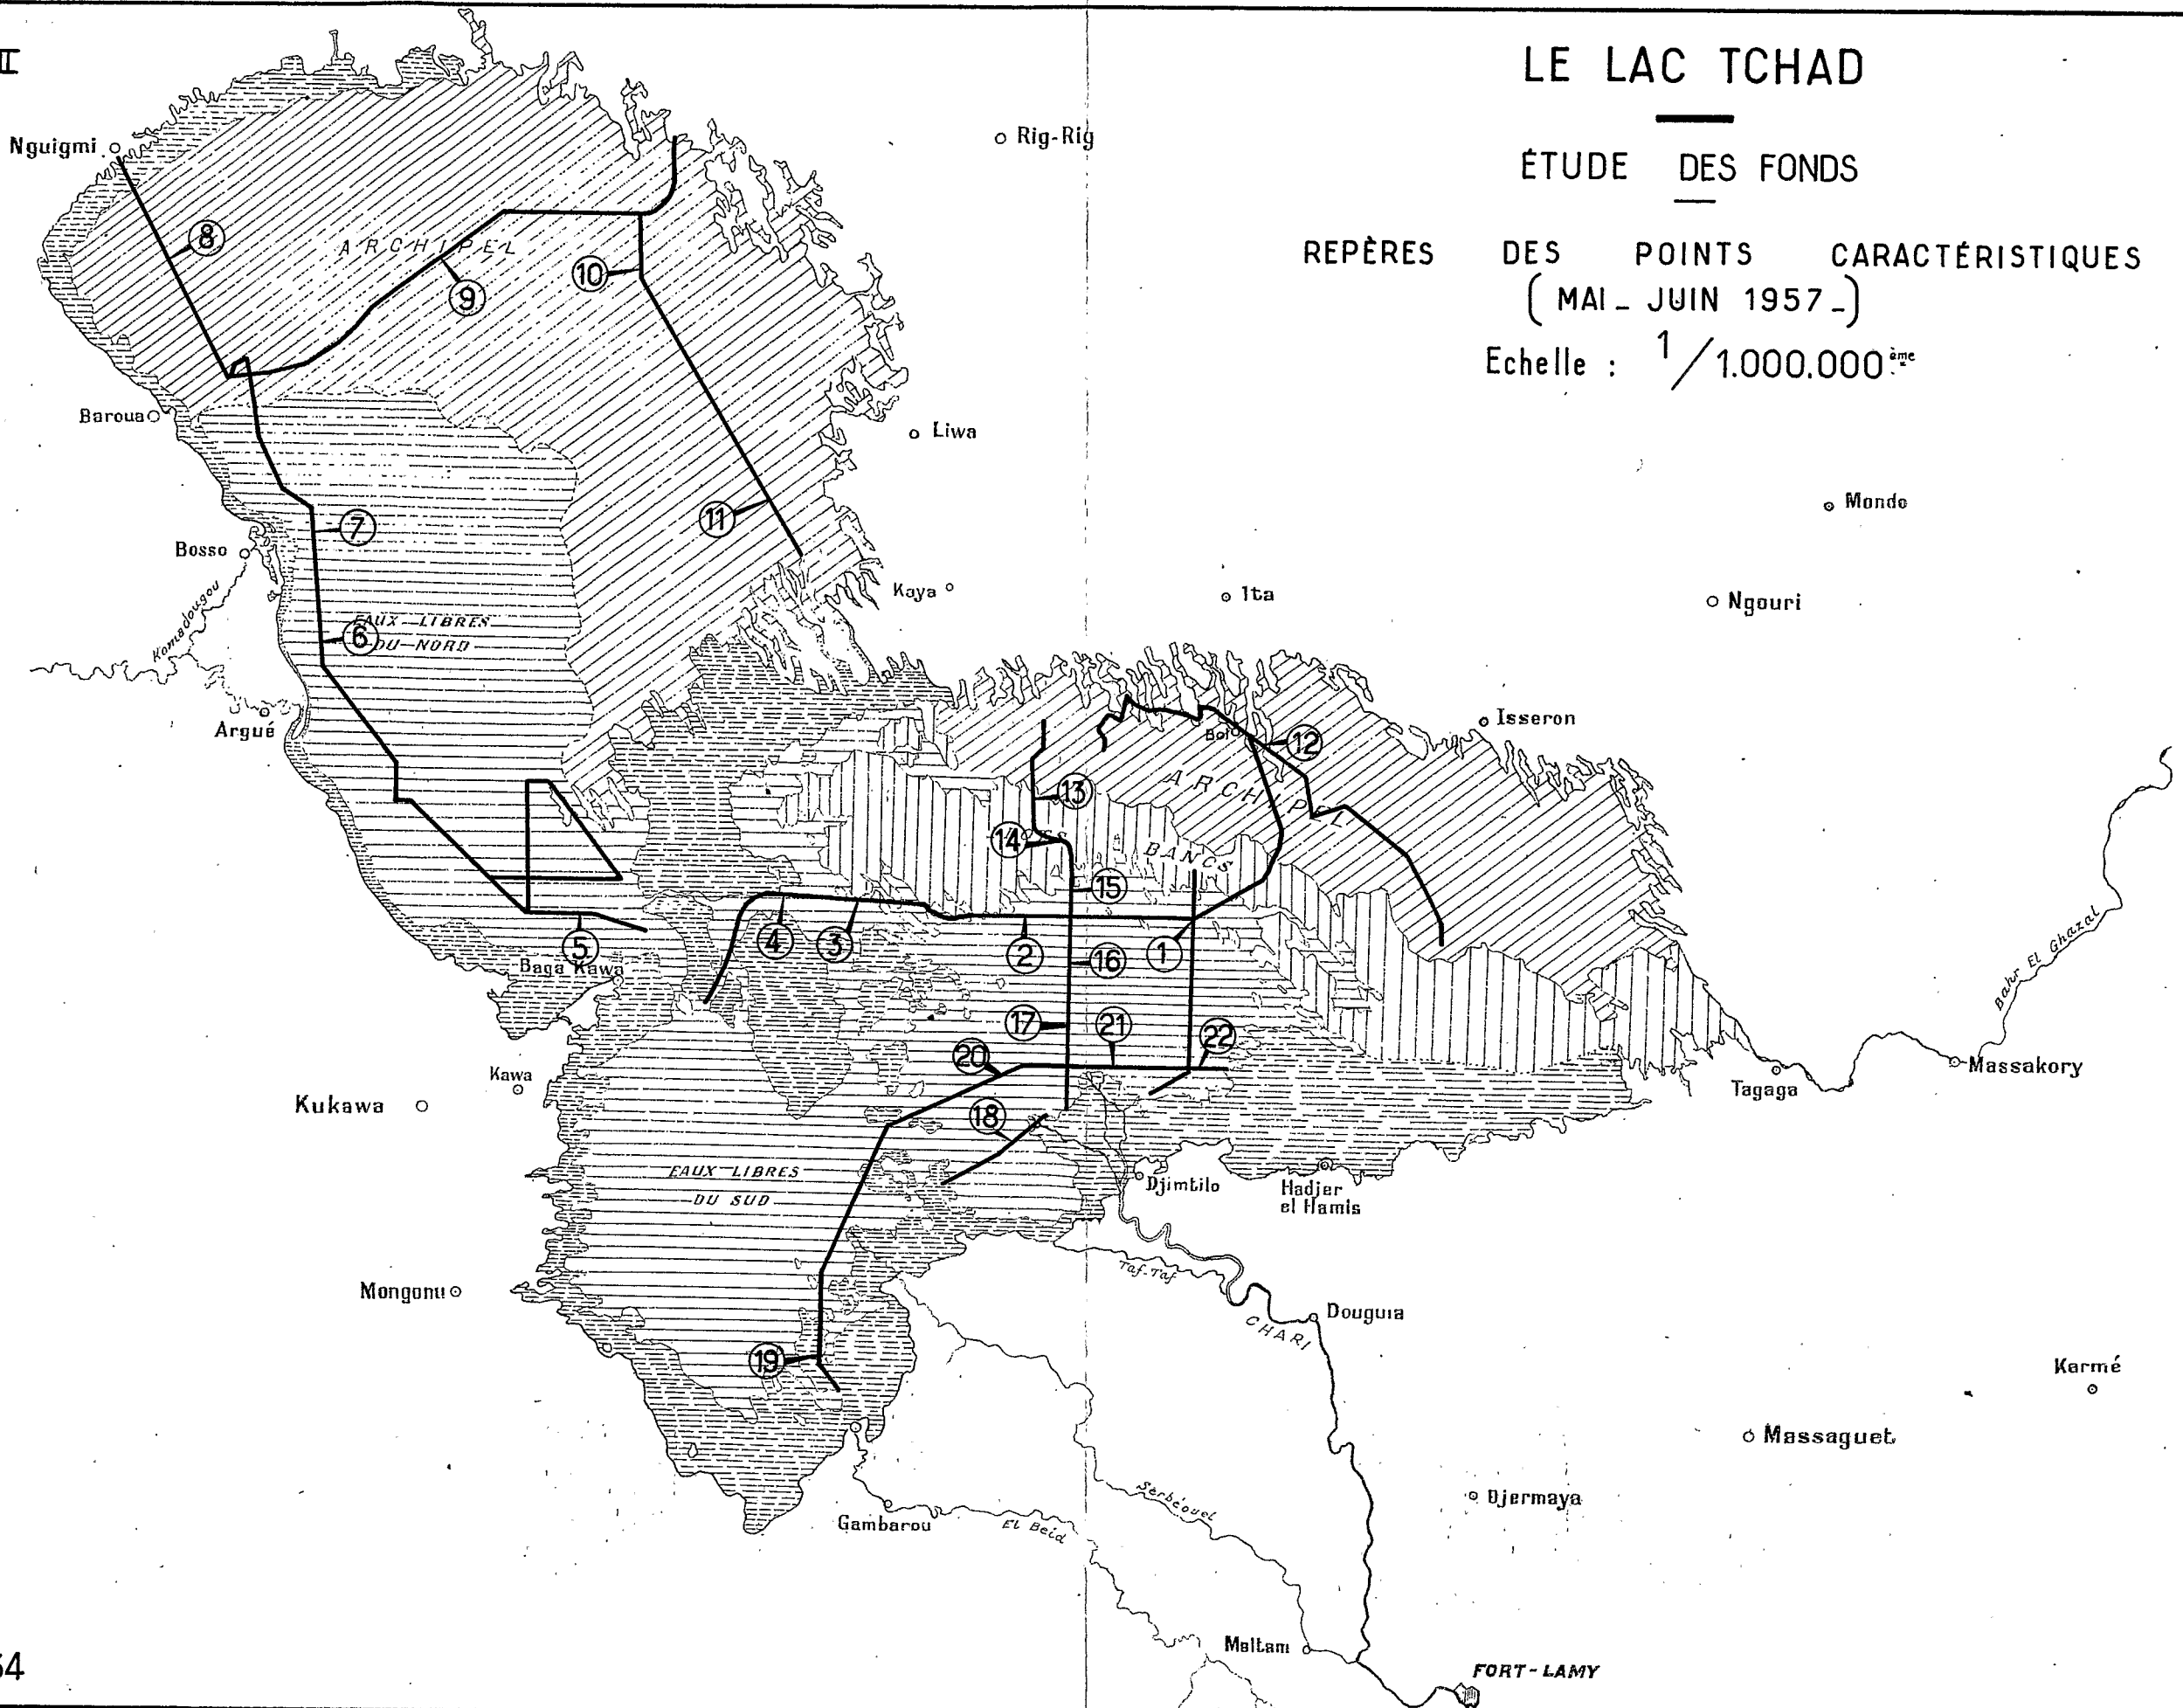 II
LE LAC TCHAD
ÉTUDE DES FONDS
REPÈRES DES POINTS CARACTÉRISTIQUES
( MAI _ JUIN 1957 _)
Echelle : 1/1.000.000ème
Nguigmi
Rig-Rig
8
ARCHIPEL
9
10
Baroua
Liwa
11
Mondo
7
Bosso
Komadougou
Kaya
Ita
Ngouri
6
EAUX LIBRES
DU NORD
Argué
Isseron
Bol
12
ARCHIPEL
13
14
BANCS
15
5
4
3
2
1
16
Baga Kawa
Bahr El Ghazal
17
21
22
20
Kawa
Kukawa
Tagaga
Massakory
18
EAUX LIBRES
DU SUD
Djimtilo
Hadjer
el Hamis
Taf-Taf
Mongonu
Douguia
CHARI
19
Karmé
Massaguet
Djermaya
Serbéouel
Gambarou
El Beid
Maltam
FORT-LAMY
64